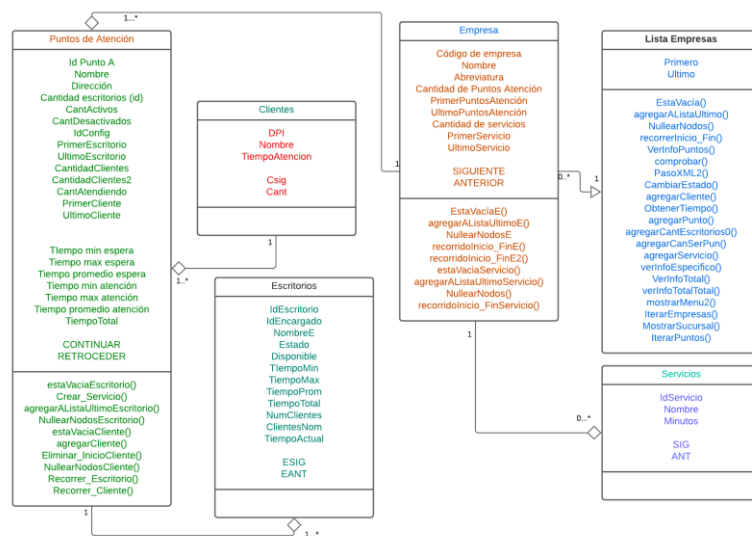 Puntos de Atención
Id Punto A
Nombre
Dirección
Cantidad escritorios (id)
CantActivos
CantDesactivados
IdConfig
PrimerEscritorio
UltimoEscritorio
CantidadClientes
CantidadClientes2
CantAtendiendo
PrimerCliente
UltimoCliente
TIempo min espera
Tiempo max espera
Tiempo promedio espera
Tiempo min atención
Tiempo max atención
Tiempo promedio atención
TiempoTotal
CONTINUAR
RETROCEDER
estaVaciaEscritorio()
Crear_Servicio()
agregarAListaUltimoEscritorio()
NullearNodosEscritorio()
estaVaciaCliente()
agregarCliente()
Eliminar_InicioCliente()
NullearNodosCliente()
Recorrer_Escritorio()
Recorrer_Cliente()
1...*
1
1
1..*
1
1..*
Clientes
DPI
Nombre
TiempoAtencion
Csig
Cant
Escritorios
IdEscritorio
IdEncargado
NombreE
Estado
Disponible
TIempoMin
TiempoMax
TiempoProm
TiempoTotal
NumClientes
ClientesNom
TiempoActual
ESIG
EANT
Empresa
Código de empresa
Nombre
Abreviatura
Cantidad de Puntos Atención
PrimerPuntosAtención
UltimoPuntosAtención
Cantidad de servicios
PrimerServicio
UltimoServicio
SIGUIENTE
ANTERIOR
EstaVacíaE()
agregarAListaUltimoE()
NullearNodosE
recorridoInicio_FinE()
recorridoInicio_FinE2()
estaVaciaServicio()
agregarAListaUltimoServicio()
NullearNodos()
recorridoInicio_FinServicio()
0..*
1
1
0...*
Lista Empresas
Primero
Ultimo
EstaVacía()
agregarAListaUltimo()
NullearNodos()
recorrerInicio_Fin()
VerInfoPuntos()
comprobar()
PasoXML2()
CambiarEstado()
agregarCliente()
ObtenerTiempo()
agregarPunto()
agregarCantEscritorios0()
agregarCanSerPun()
agregarServicio()
verInfoEspecifico()
VerInfoTotal()
verInfoTotalTotal()
mostrarMenu2()
IterarEmpresas()
MostrarSucursal()
IterarPuntos()
Servicios
IdServicio
Nombre
Minutos
SIG
ANT